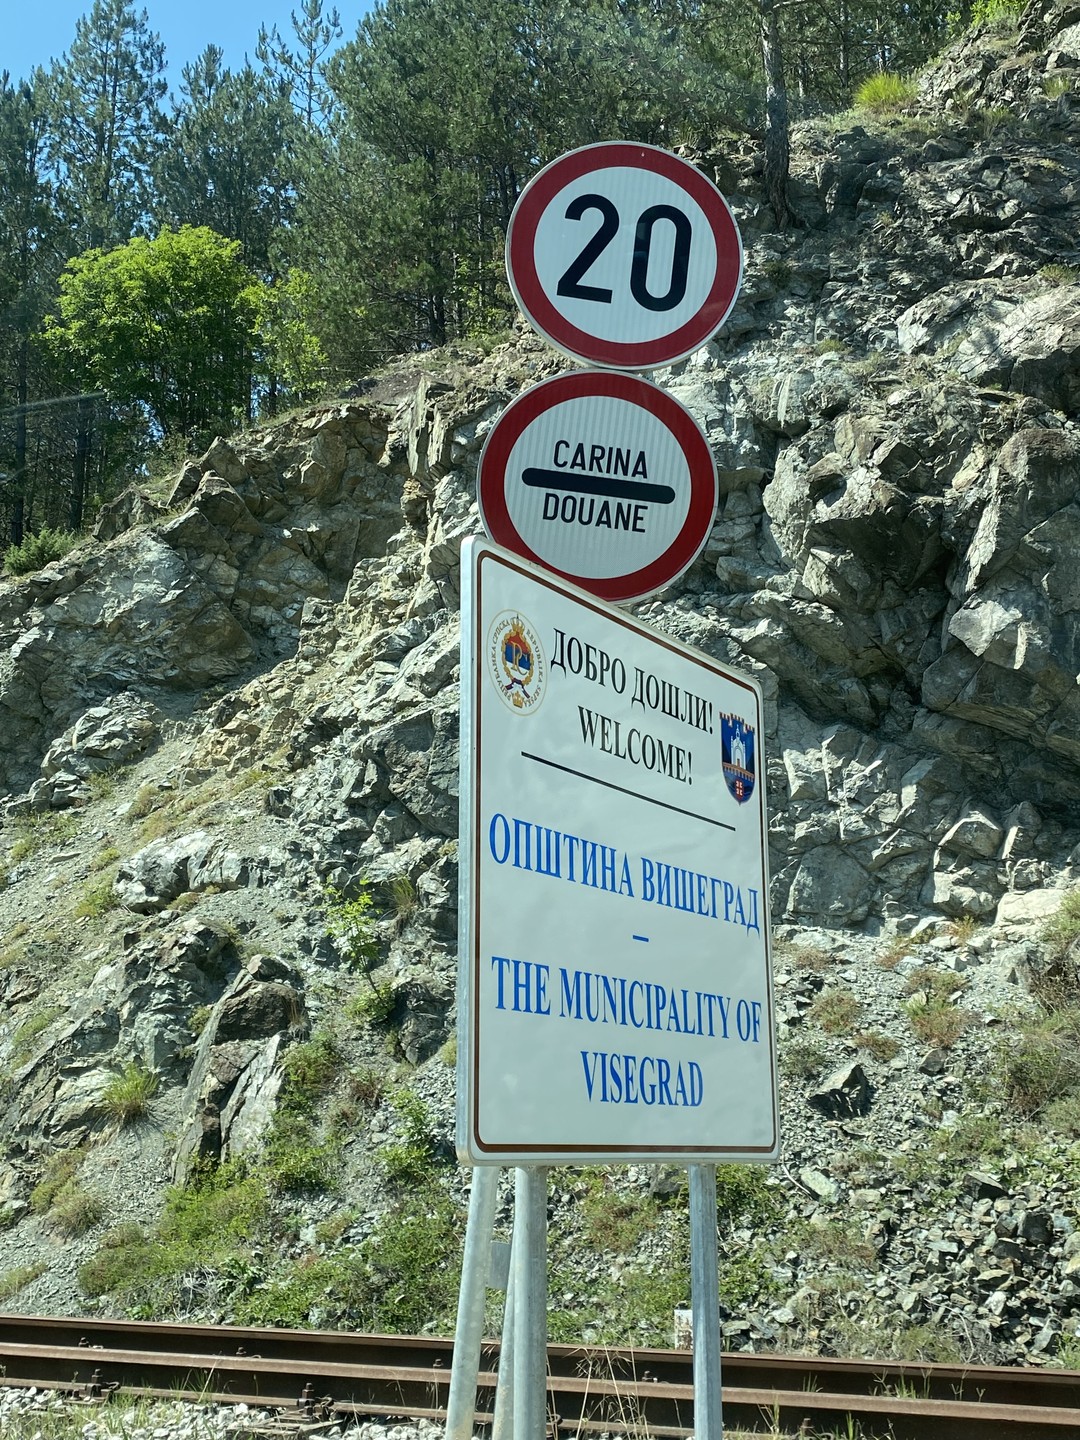 20
CARINA
DOUANE
ДОБРО ДОШЛИ!
WELCOME!
ОПШТИНА ВИШЕГРАД
–
THE MUNICIPALITY OF
VISEGRAD